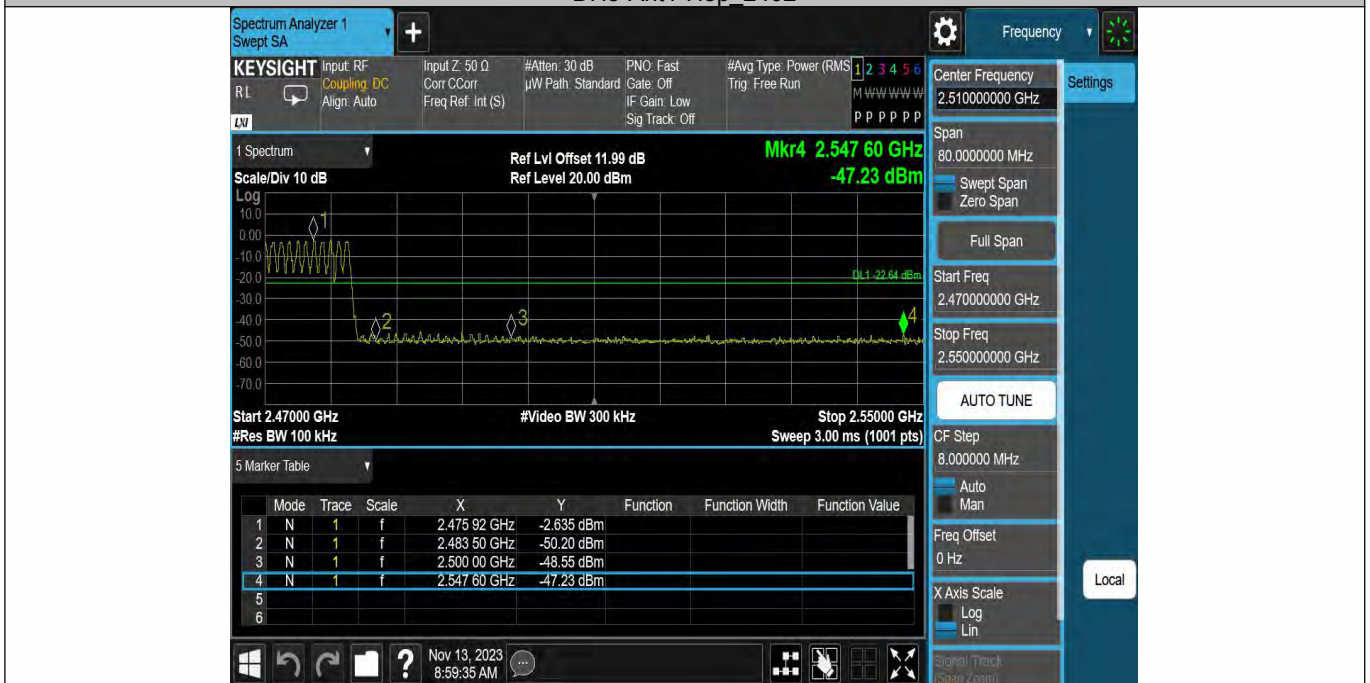 Spectrum Analyzer 1
Swept SA
+
Frequency
KEYSIGHT
RL
LXI
Input: RF
Coupling: DC
Align: Auto
Input Z: 50 Ω
Corr CCorr
Freq Ref: Int (S)
#Atten: 30 dB
µW Path: Standard
PNO: Fast
Gate: Off
IF Gain: Low
Sig Track: Off
#Avg Type: Power (RMS
Trig: Free Run
1 2 3 4 5 6
M W W W W W
P P P P P P
1 Spectrum
Scale/Div 10 dB
Ref Lvl Offset 11.99 dB
Ref Level 20.00 dBm
Mkr4 2.547 60 GHz
-47.23 dBm
Log
10.0
0.00
-10.0
-20.0
-30.0
-40.0
-50.0
-60.0
-70.0
1
2
3
4
DL1 -22.64 dBm
Start 2.47000 GHz
#Video BW 300 kHz
Stop 2.55000 GHz
#Res BW 100 kHz
Sweep 3.00 ms (1001 pts)
5 Marker Table
Mode Trace Scale X Y Function Function Width Function Value
1 N 1 f 2.475 92 GHz -2.635 dBm
2 N 1 f 2.483 50 GHz -50.20 dBm
3 N 1 f 2.500 00 GHz -48.55 dBm
4 N 1 f 2.547 60 GHz -47.23 dBm
5
6
Center Frequency
2.510000000 GHz
Settings
Span
80.0000000 MHz
Swept Span
Zero Span
Full Span
Start Freq
2.470000000 GHz
Stop Freq
2.550000000 GHz
AUTO TUNE
CF Step
8.000000 MHz
Auto
Man
Freq Offset
0 Hz
X Axis Scale
Log
Lin
Local
Signal Track
(Span Zoom)
?
Nov 13, 2023
8:59:35 AM